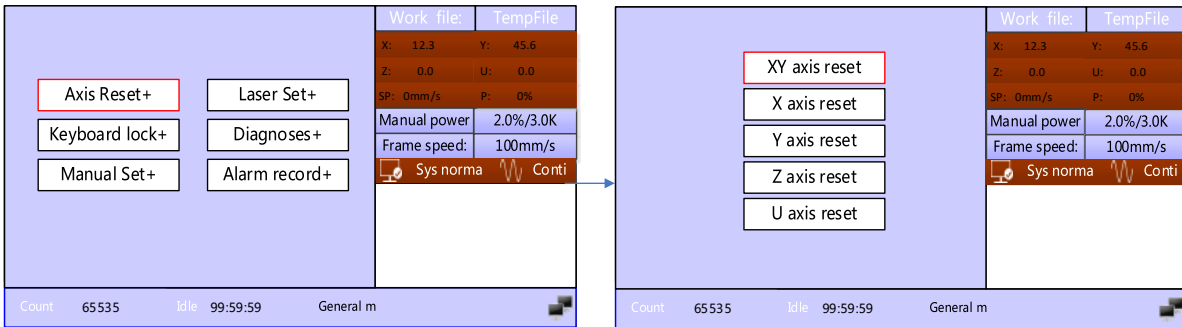 Work file: TempFile
X: 12.3 Y: 45.6
Z: 0.0 U: 0.0
SP: 0mm/s P: 0%
Manual power 2.0%/3.0K
Frame speed: 100mm/s
Sys norma Conti
Axis Reset+ Laser Set+
Keyboard lock+ Diagnoses+
Manual Set+ Alarm record+
Count 65535 Idle 99:59:59 General m
Work file: TempFile
X: 12.3 Y: 45.6
Z: 0.0 U: 0.0
SP: 0mm/s P: 0%
Manual power 2.0%/3.0K
Frame speed: 100mm/s
Sys norma Conti
XY axis reset
X axis reset
Y axis reset
Z axis reset
U axis reset
Count 65535 Idle 99:59:59 General m